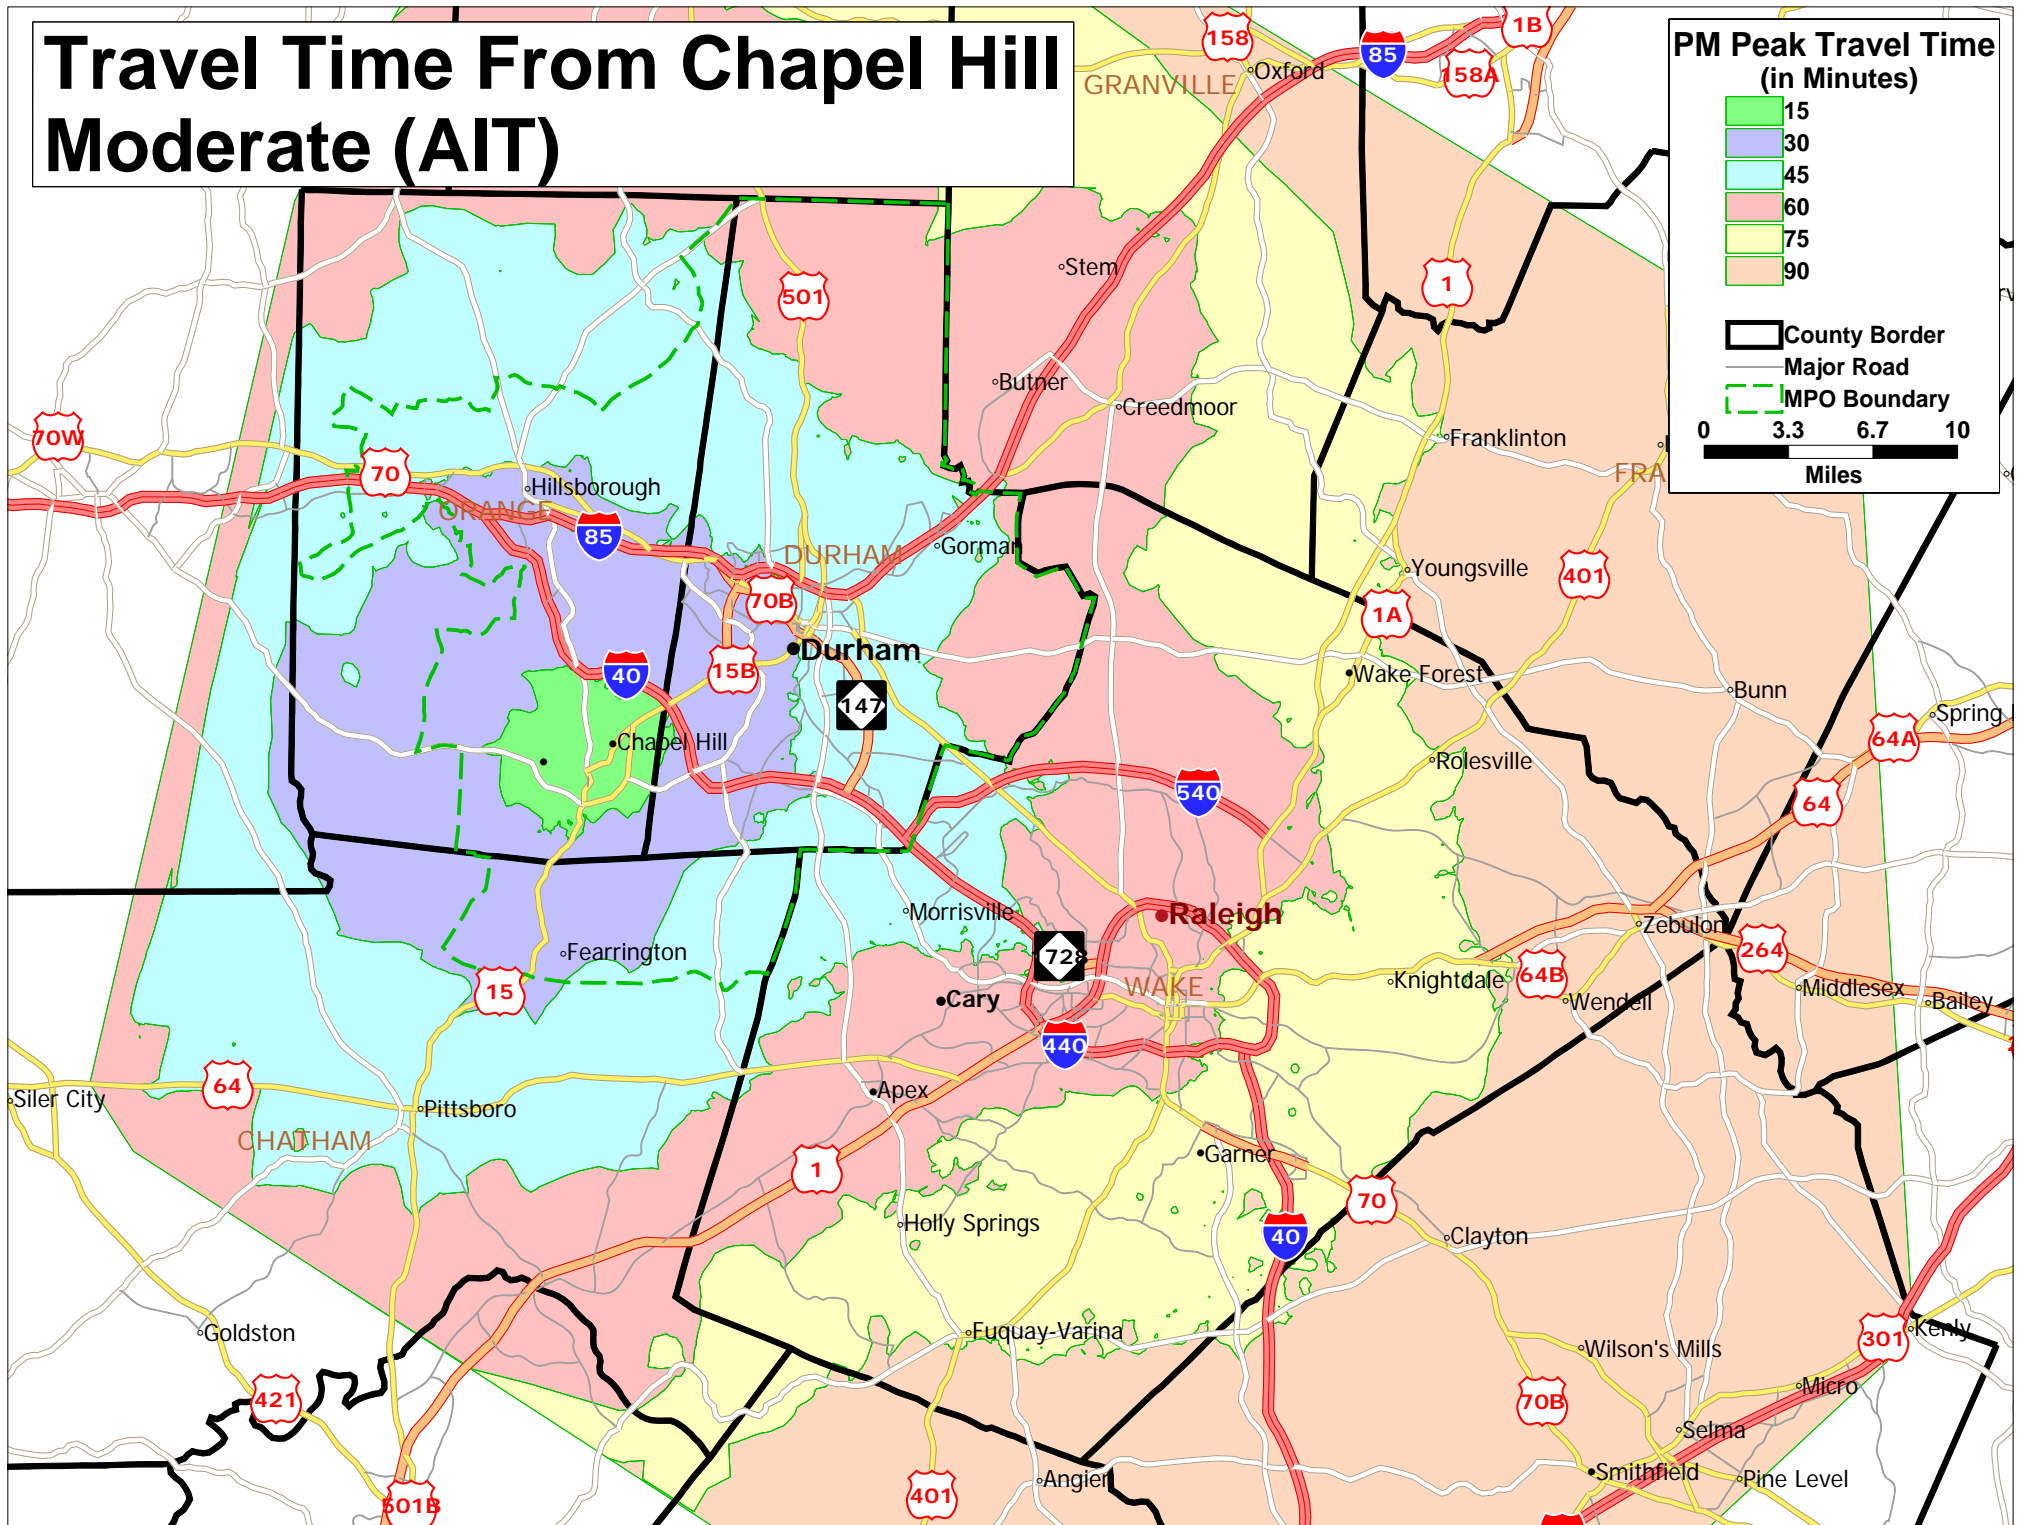 Travel Time From Chapel Hill
Moderate (AIT)
PM Peak Travel Time
(in Minutes)
15
30
45
60
75
90
County Border
Major Road
MPO Boundary
0 3.3 6.7 10
Miles
158
1B
85
158A
Oxford
GRANVILLE
Stem
501
1
Butner
Creedmoor
70W
70
Franklinton
FRA
Hillsborough
ORANGE
85
DURHAM
Gorman
Youngsville
401
70B
1A
Durham
15B
40
147
Wake Forest
Bunn
Spring
64A
Chapel Hill
Rolesville
540
64
Morrisville
Raleigh
Zebulon
Fearrington
728
264
15
Cary
WAKE
Knightdale
64B
Wendell
Middlesex
Bailey
440
64
Siler City
Pittsboro
Apex
CHATHAM
1
Garner
70
Holly Springs
40
Clayton
Goldston
Fuquay-Varina
Wilson's Mills
301
Kenly
421
70B
Micro
Selma
501B
401
Angier
Smithfield
Pine Level